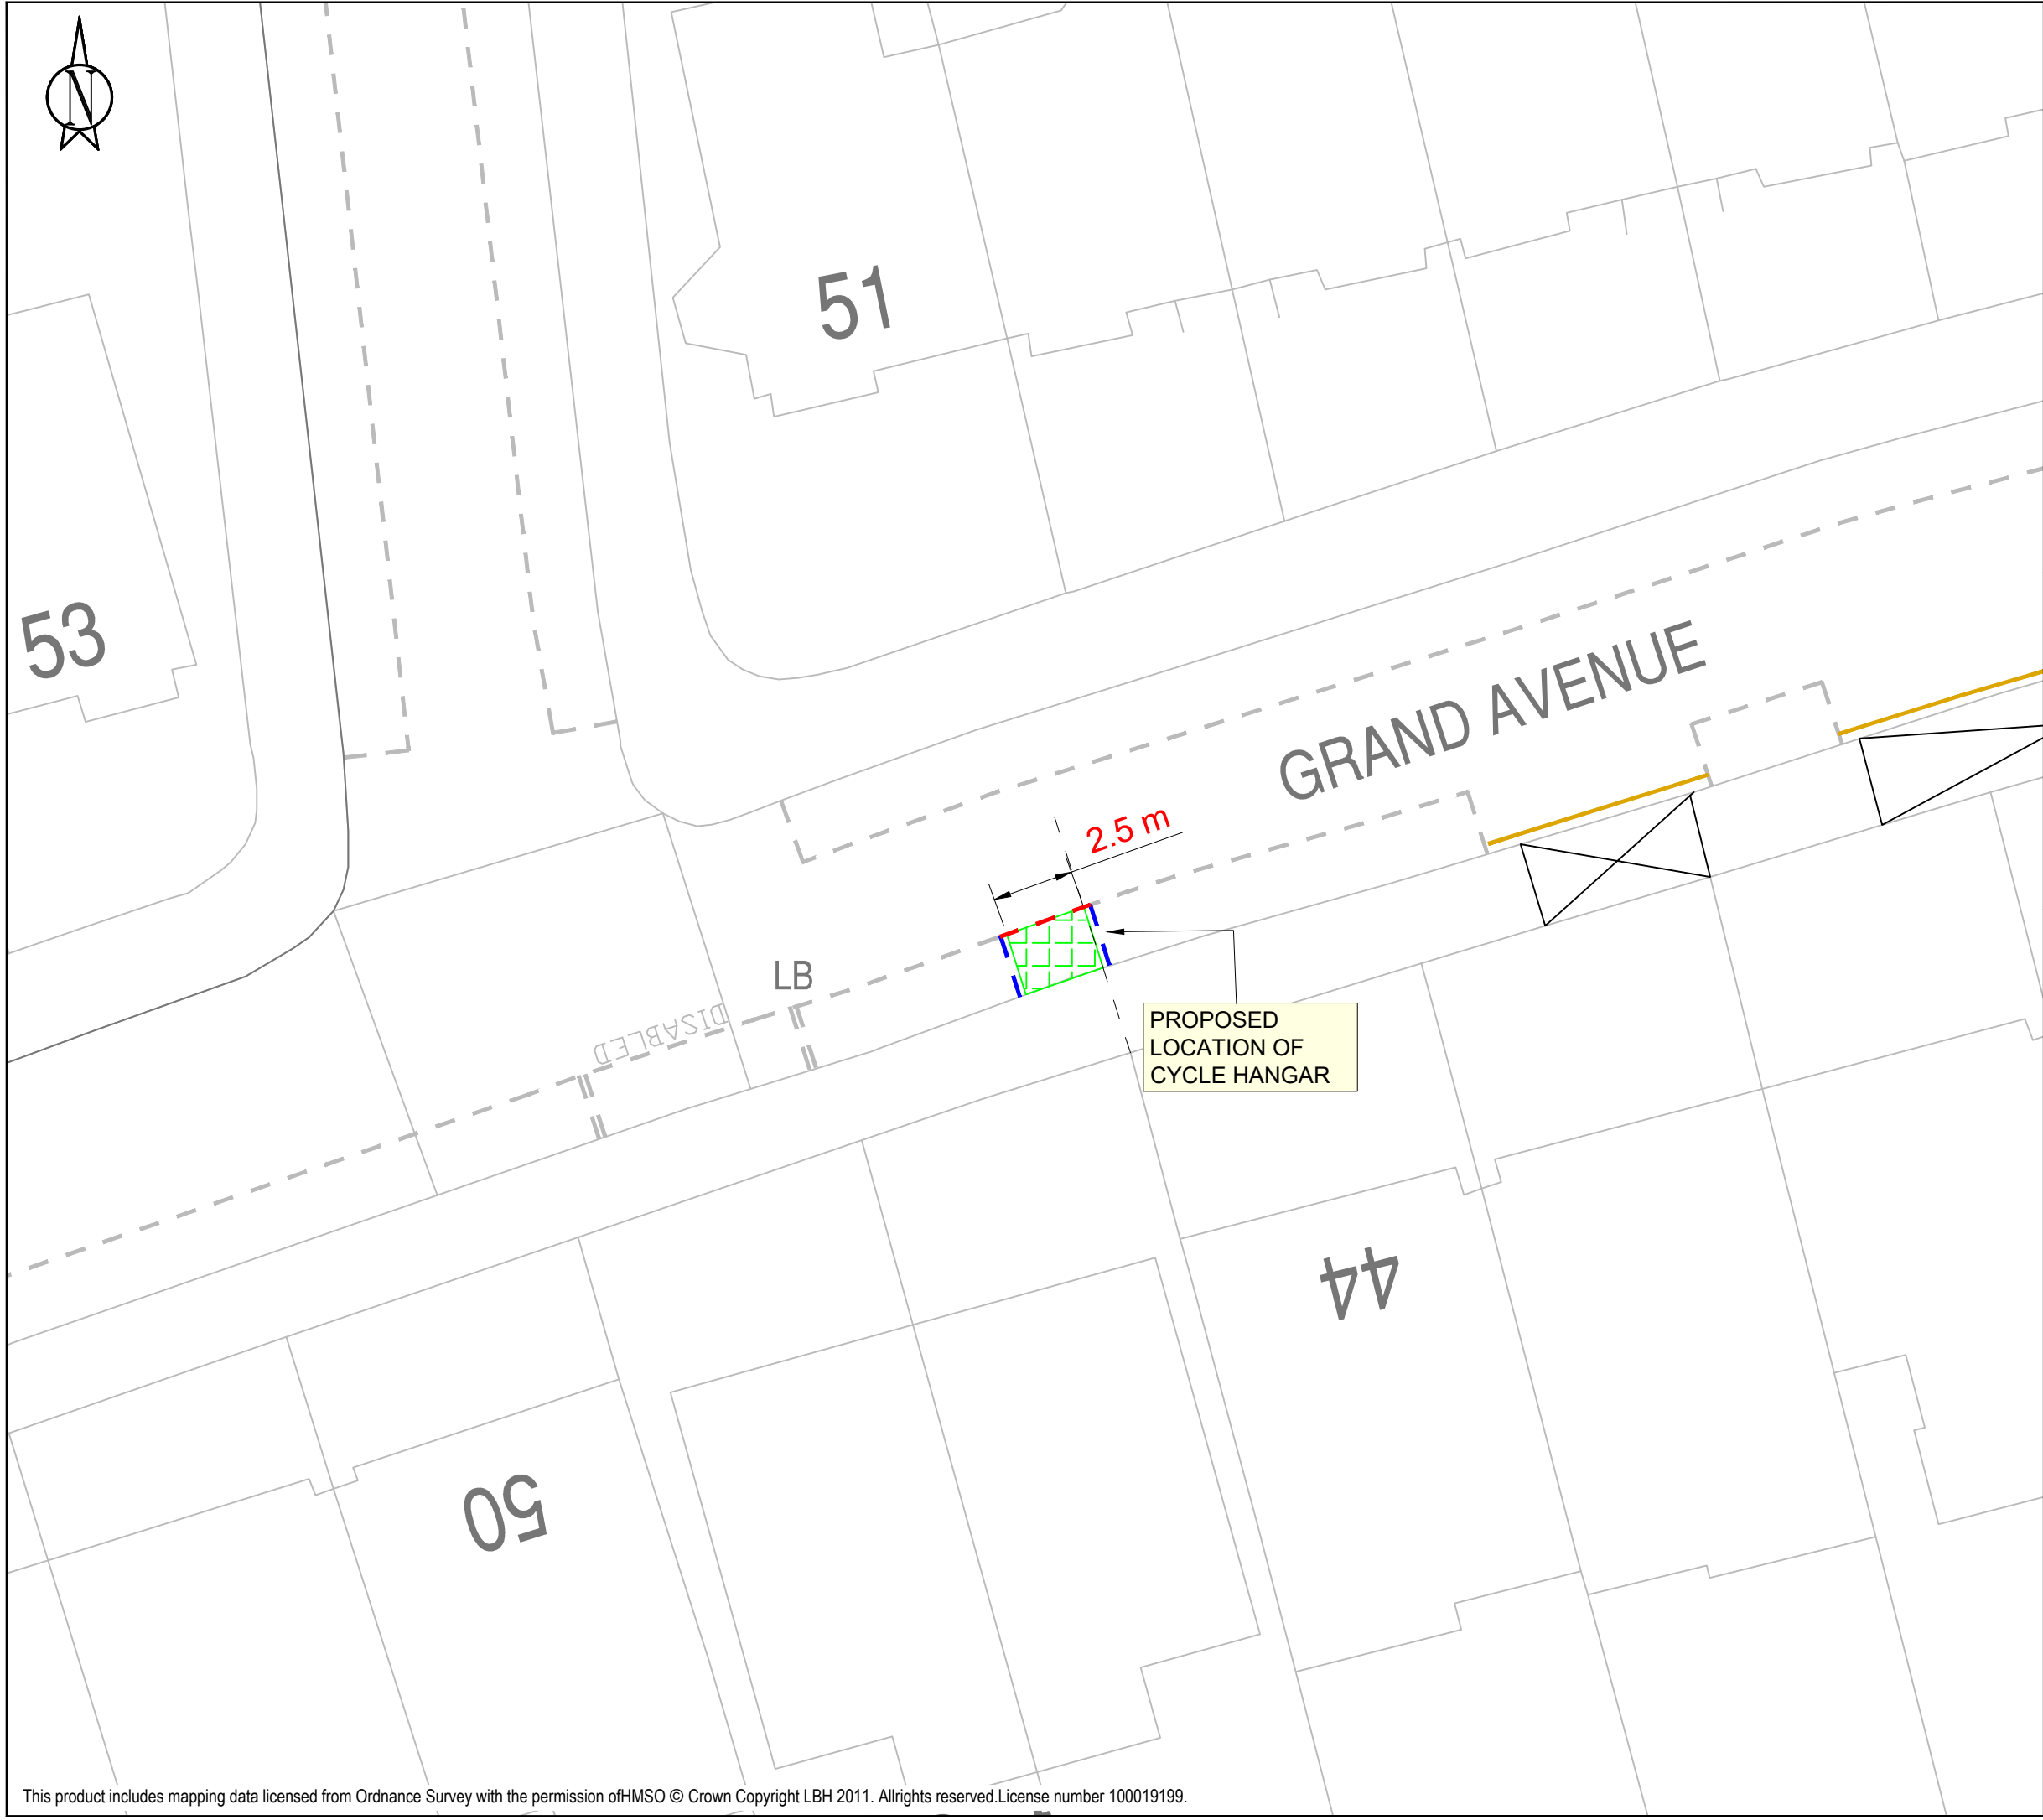 N
51
53
GRAND AVENUE
2.5 m
LB
DISABLED
PROPOSED
LOCATION OF
CYCLE HANGAR
44
50
This product includes mapping data licensed from Ordnance Survey with the permission ofHMSO © Crown Copyright LBH 2011. Allrights reserved.License number 100019199.